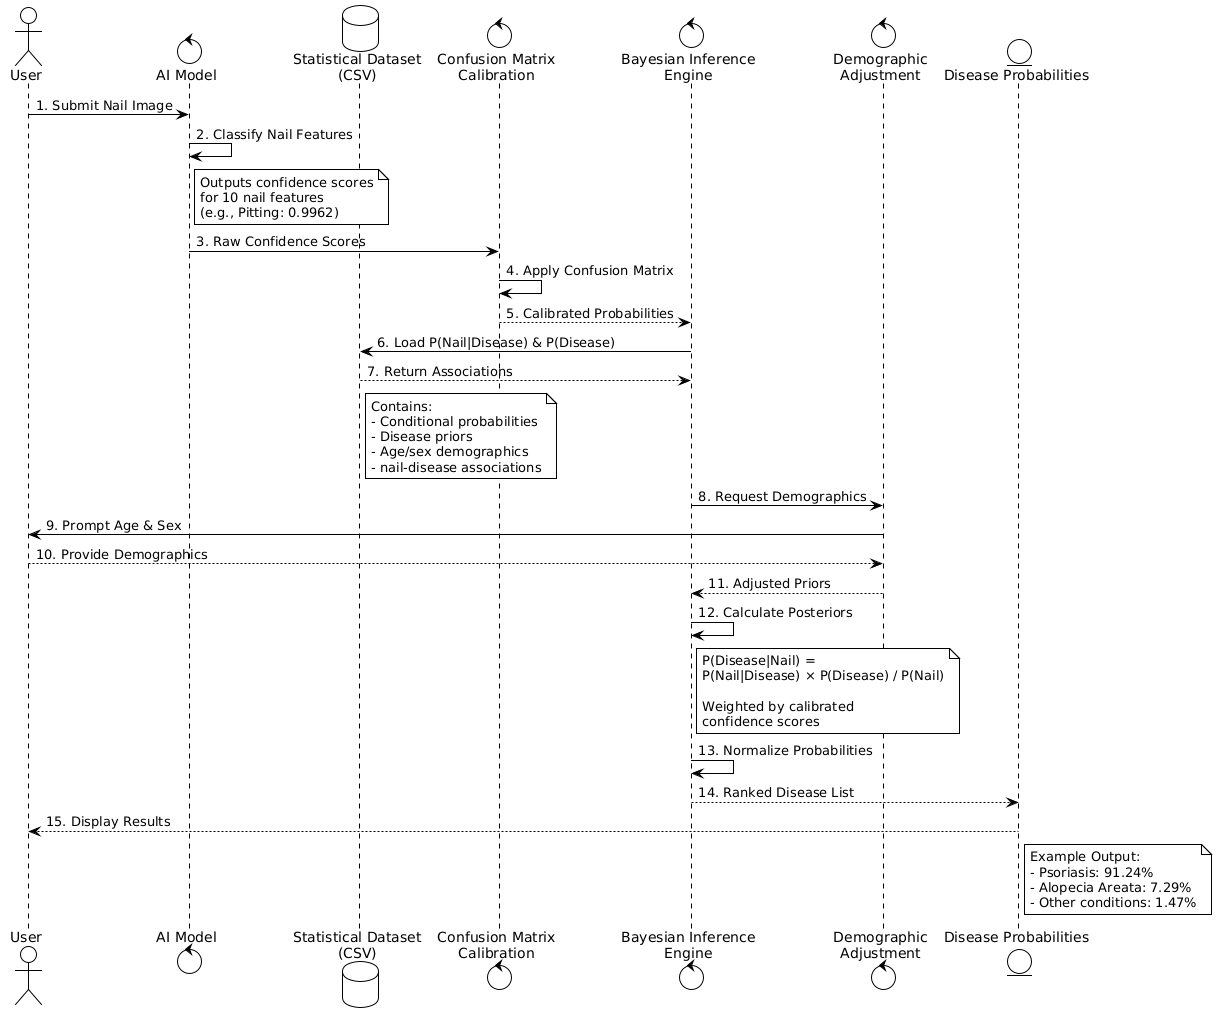 User
AI Model
Statistical Dataset
(CSV)
Confusion Matrix
Calibration
Bayesian Inference
Engine
Demographic
Adjustment
Disease Probabilities
1. Submit Nail Image
2. Classify Nail Features
Outputs confidence scores
for 10 nail features
(e.g., Pitting: 0.9962)
3. Raw Confidence Scores
4. Apply Confusion Matrix
5. Calibrated Probabilities
6. Load P(Nail|Disease) & P(Disease)
7. Return Associations
Contains:
- Conditional probabilities
- Disease priors
- Age/sex demographics
- nail-disease associations
8. Request Demographics
9. Prompt Age & Sex
10. Provide Demographics
11. Adjusted Priors
12. Calculate Posteriors
P(Disease|Nail) =
P(Nail|Disease) × P(Disease) / P(Nail)
Weighted by calibrated
confidence scores
13. Normalize Probabilities
14. Ranked Disease List
15. Display Results
Example Output:
- Psoriasis: 91.24%
- Alopecia Areata: 7.29%
- Other conditions: 1.47%
User
AI Model
Statistical Dataset
(CSV)
Confusion Matrix
Calibration
Bayesian Inference
Engine
Demographic
Adjustment
Disease Probabilities